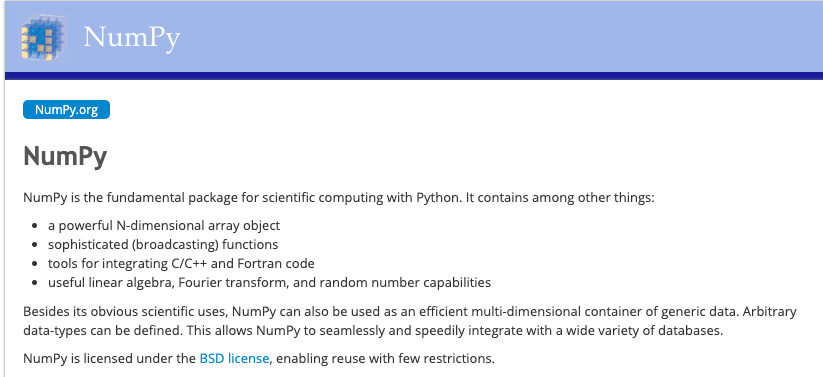 NumPy
NumPy.org
NumPy
NumPy is the fundamental package for scientific computing with Python. It contains among other things:
a powerful N-dimensional array object
sophisticated (broadcasting) functions
tools for integrating C/C++ and Fortran code
useful linear algebra, Fourier transform, and random number capabilities
Besides its obvious scientific uses, NumPy can also be used as an efficient multi-dimensional container of generic data. Arbitrary
data-types can be defined. This allows NumPy to seamlessly and speedily integrate with a wide variety of databases.
NumPy is licensed under the BSD license, enabling reuse with few restrictions.